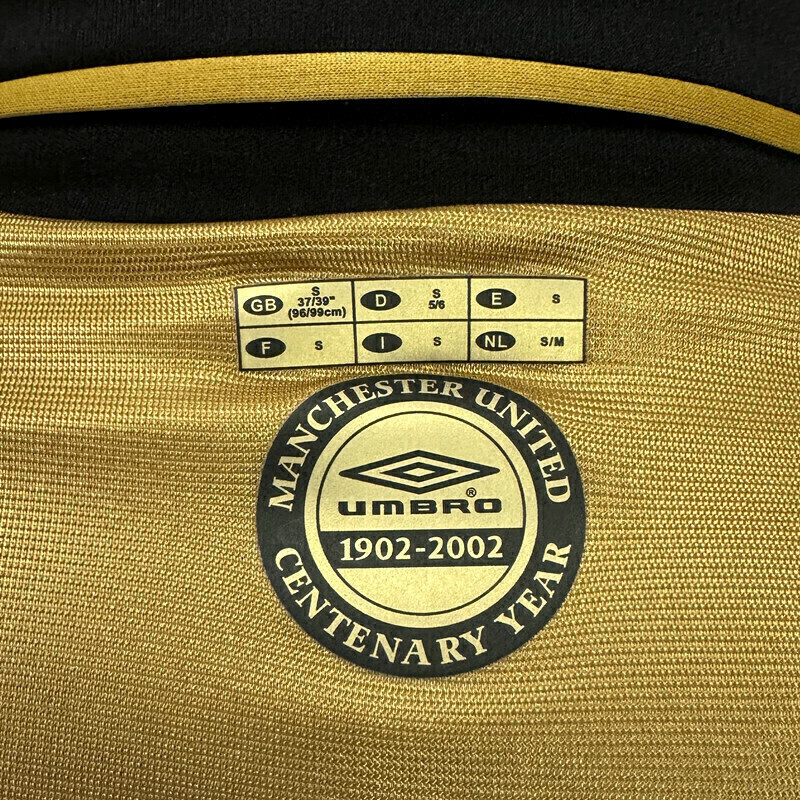 GB S 37/39" (96/99cm) D S 5/6 E S
F S I S NL S/M
MANCHESTER UNITED
UMBRO®
1902-2002
CENTENARY YEAR